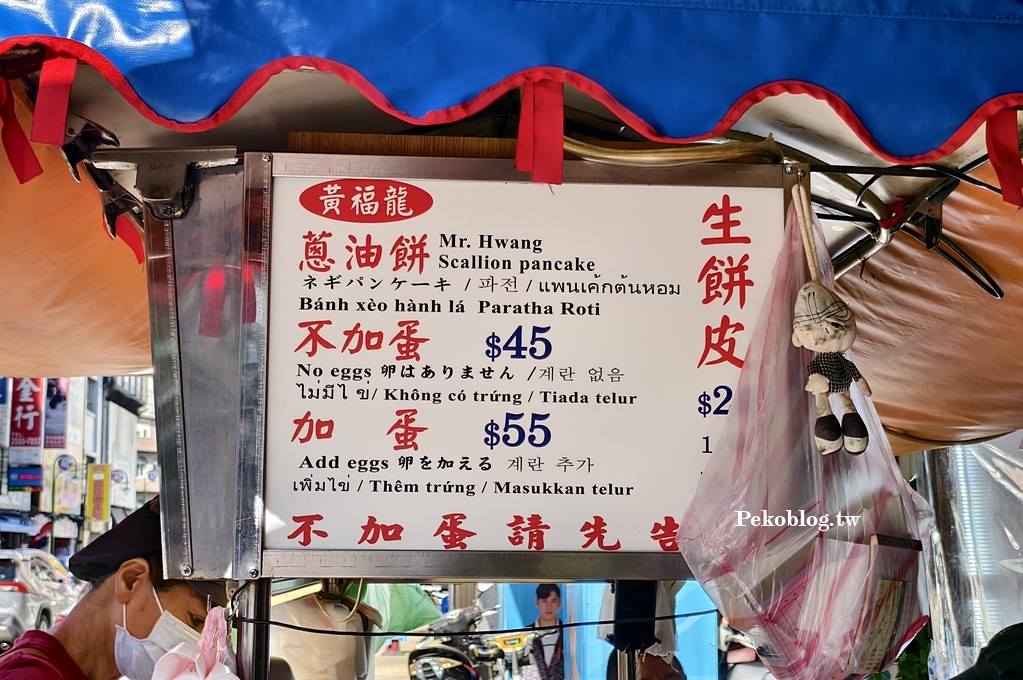 黃福龍
蔥油餅 Mr. Hwang
Scallion pancake
ネギパンケーキ / 파전 / แพนเค้กต้นหอม
Bánh xèo hành lá Paratha Roti
不加蛋 $45
No eggs 卵はありません /계란 없음
ไม่มีไข่/ Không có trứng / Tiada telur
加 蛋 $55
Add eggs 卵を加える 계란 추가
เพิ่มไข่ / Thêm trứng / Masukkan telur
不加蛋請先告
生餅皮
$2
1
Pekoblog.tw
金行